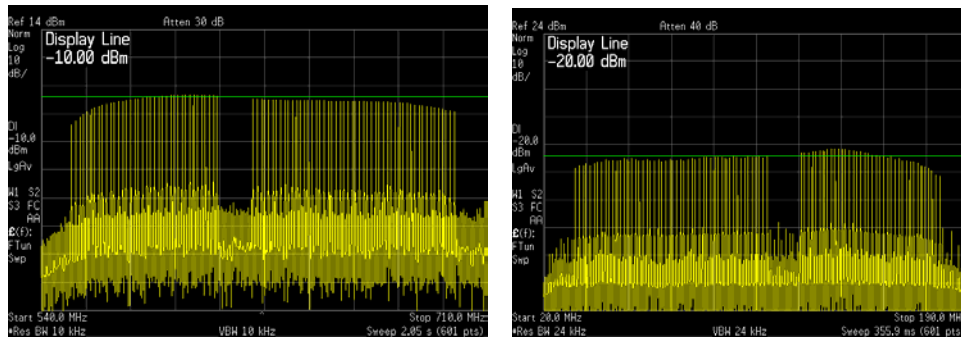 Ref 14 dBm Atten 30 dB
Norm
Log
10
dB/
Display Line
-10.00 dBm
DI
-10.0
dBm
LgAv
W1 S2
S3 FC
AA
£(f):
FTun
Swp
Start 540.0 MHz Stop 710.0 MHz
*Res BW 10 kHz VBW 10 kHz Sweep 2.05 s (601 pts)
Ref 24 dBm Atten 40 dB
Norm
Log
10
dB/
Display Line
-20.00 dBm
DI
-20.0
dBm
LgAv
W1 S2
S3 FC
AA
£(f):
FTun
Swp
Start 20.0 MHz Stop 190.0 MH
*Res BW 24 kHz VBW 24 kHz Sweep 355.9 ms (601 pts)